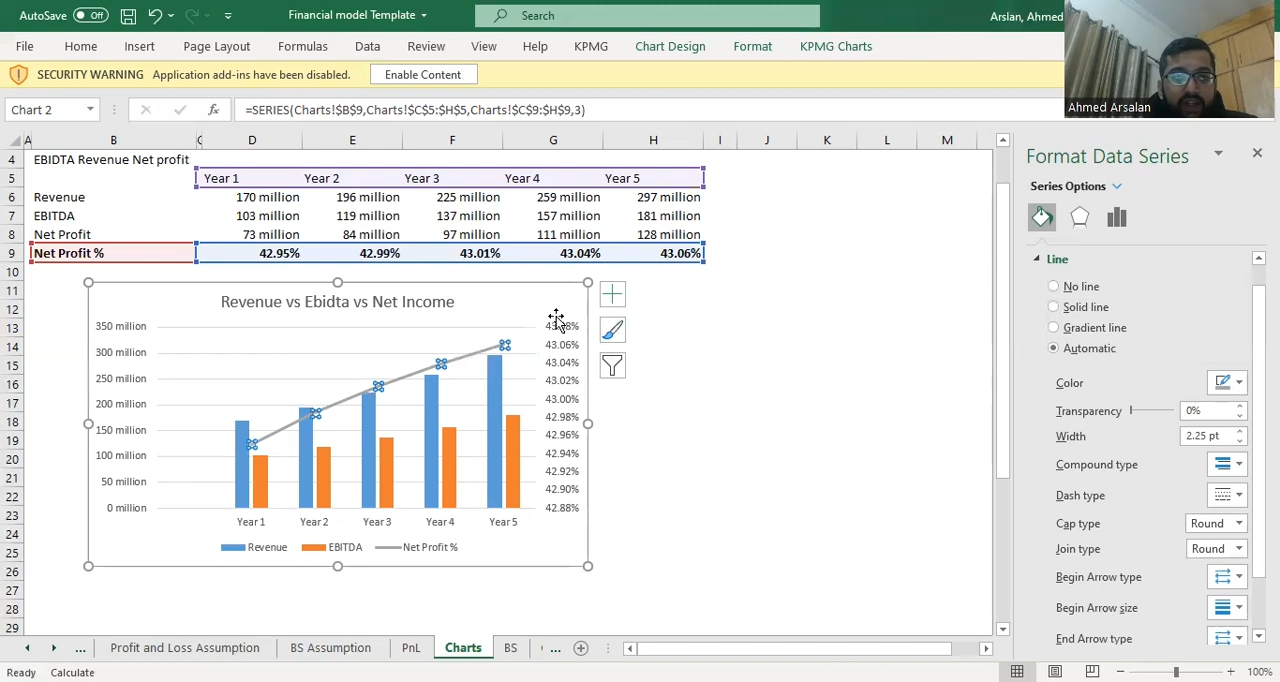 AutoSave Off Financial model Template Search Arslan, Ahmed
File Home Insert Page Layout Formulas Data Review View Help KPMG Chart Design Format KPMG Charts
SECURITY WARNING Application add-ins have been disabled. Enable Content
Ahmed Arsalan
Chart 2 fx =SERIES(Charts!$B$9,Charts!$C$5:$H$5,Charts!$C$9:$H$9,3)
A B C D E F G H I J K L M
4 EBIDTA Revenue Net profit
5 Year 1 Year 2 Year 3 Year 4 Year 5
6 Revenue 170 million 196 million 225 million 259 million 297 million
7 EBITDA 103 million 119 million 137 million 157 million 181 million
8 Net Profit 73 million 84 million 97 million 111 million 128 million
9 Net Profit % 42.95% 42.99% 43.01% 43.04% 43.06%
10
11
12
13
14
15
16
17
18
19
20
21
22
23
24
25
26
27
28
29
Revenue vs Ebidta vs Net Income
350 million
300 million
250 million
200 million
150 million
100 million
50 million
0 million
43.06%
43.04%
43.02%
43.00%
42.98%
42.96%
42.94%
42.92%
42.90%
42.88%
Year 1 Year 2 Year 3 Year 4 Year 5
Revenue EBITDA Net Profit %
Format Data Series
Series Options
Line
No line
Solid line
Gradient line
Automatic
Color
Transparency 0%
Width 2.25 pt
Compound type
Dash type
Cap type Round
Join type Round
Begin Arrow type
Begin Arrow size
End Arrow type
... Profit and Loss Assumption BS Assumption PnL Charts BS ...
Ready Calculate 100%